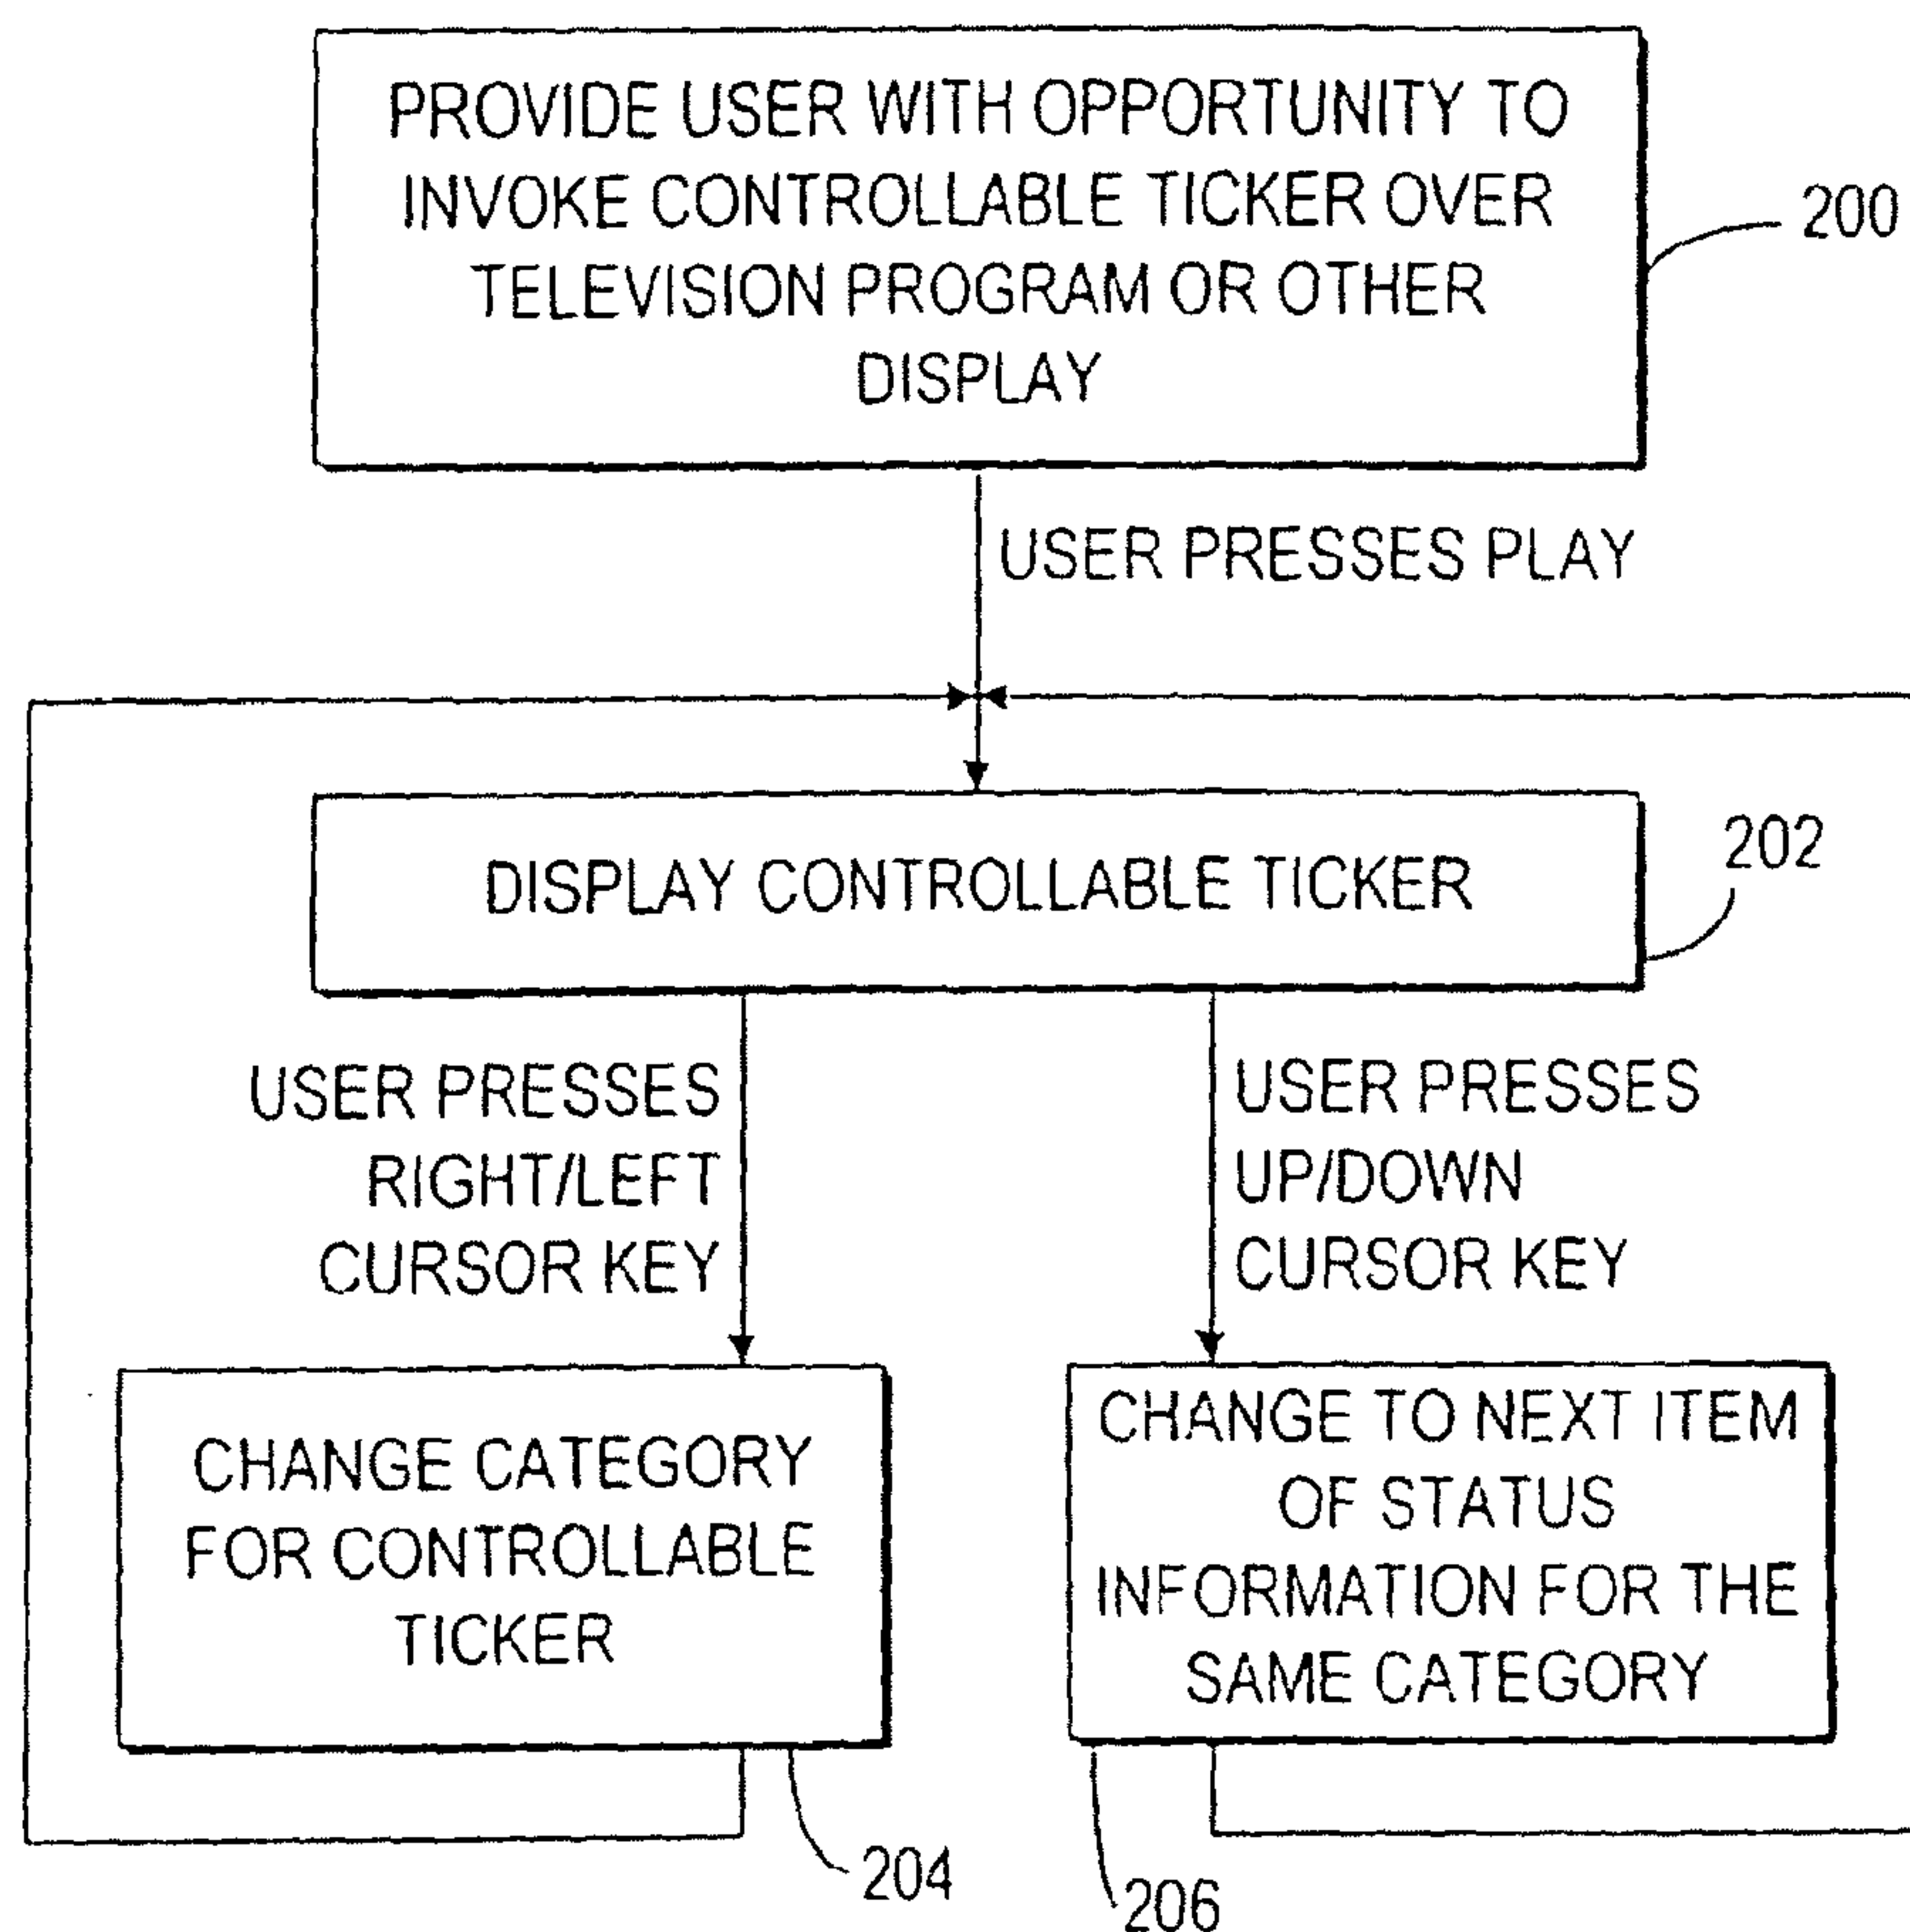 PROVIDE USER WITH OPPORTUNITY TO
INVOKE CONTROLLABLE TICKER OVER
TELEVISION PROGRAM OR OTHER
DISPLAY
200
USER PRESSES PLAY
DISPLAY CONTROLLABLE TICKER
202
USER PRESSES
RIGHT/LEFT
CURSOR KEY
USER PRESSES
UP/DOWN
CURSOR KEY
CHANGE CATEGORY
FOR CONTROLLABLE
TICKER
204
CHANGE TO NEXT ITEM
OF STATUS
INFORMATION FOR THE
SAME CATEGORY
206